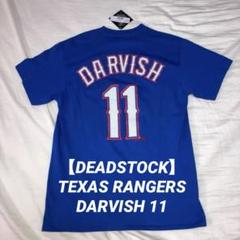 DARVISH
11
【DEADSTOCK】
TEXAS RANGERS
DARVISH 11